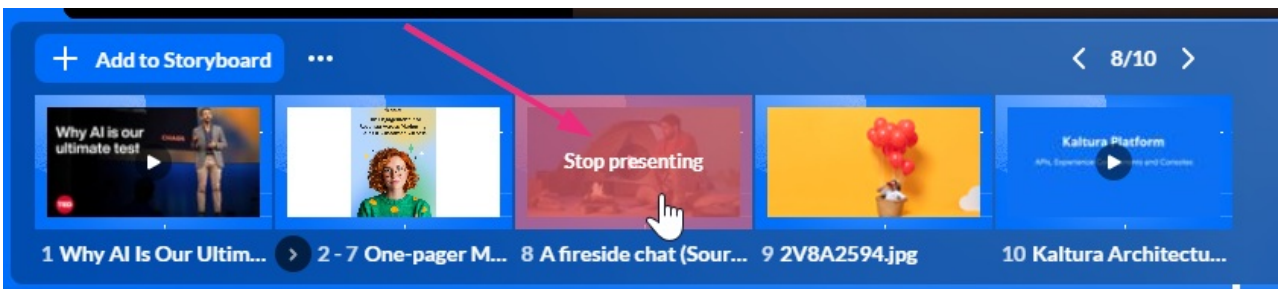 Add to Storyboard
8/10
Why AI is our
ultimate test
TED
Stop presenting
Kaltura Platform
1 Why AI Is Our Ultim...
2 - 7 One-pager M...
8 A fireside chat (Sour...
9 2V8A2594.jpg
10 Kaltura Architectu...